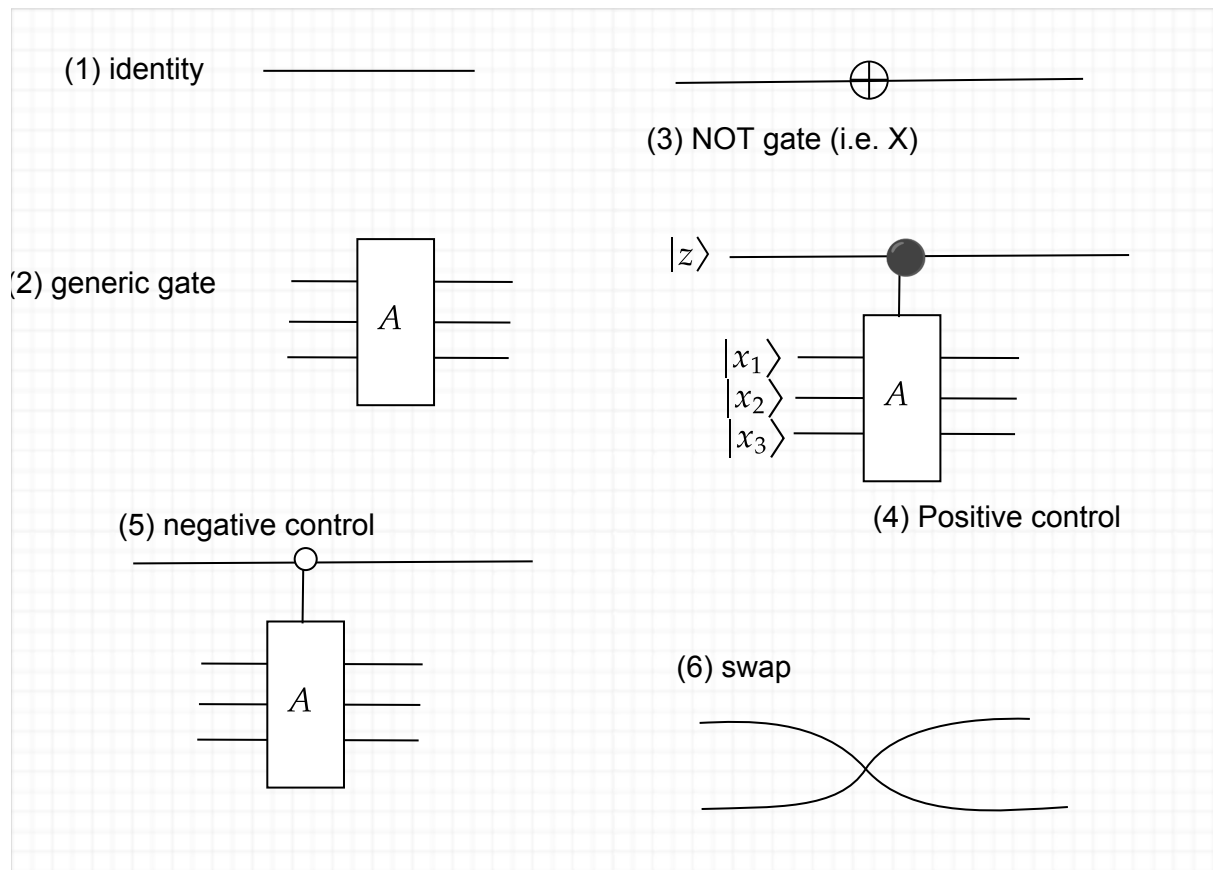 (1) identity
(3) NOT gate (i.e. X)
|z⟩
(2) generic gate
A
|x₁⟩
|x₂⟩
|x₃⟩
A
(5) negative control
(4) Positive control
A
(6) swap